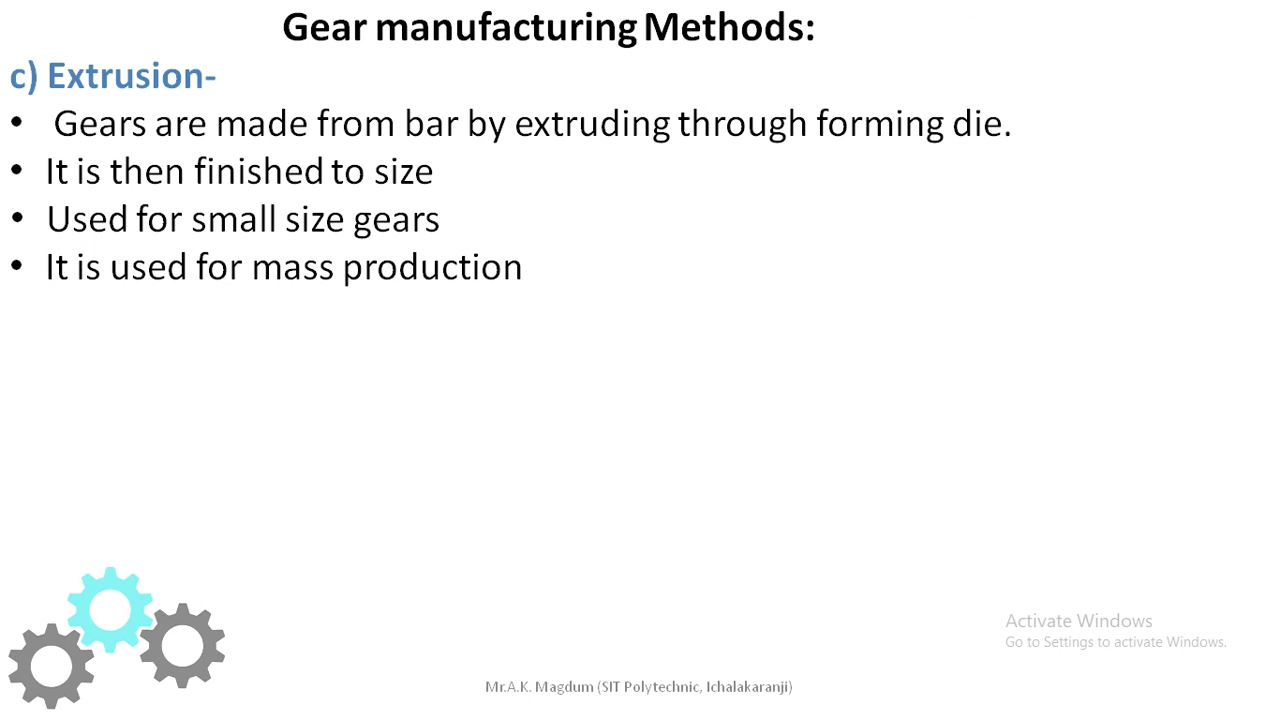 Gear manufacturing Methods:
c) Extrusion-
• Gears are made from bar by extruding through forming die.
• It is then finished to size
• Used for small size gears
• It is used for mass production
Activate Windows
Go to Settings to activate Windows.
Mr.A.K. Magdum (SIT Polytechnic, Ichalakaranji)